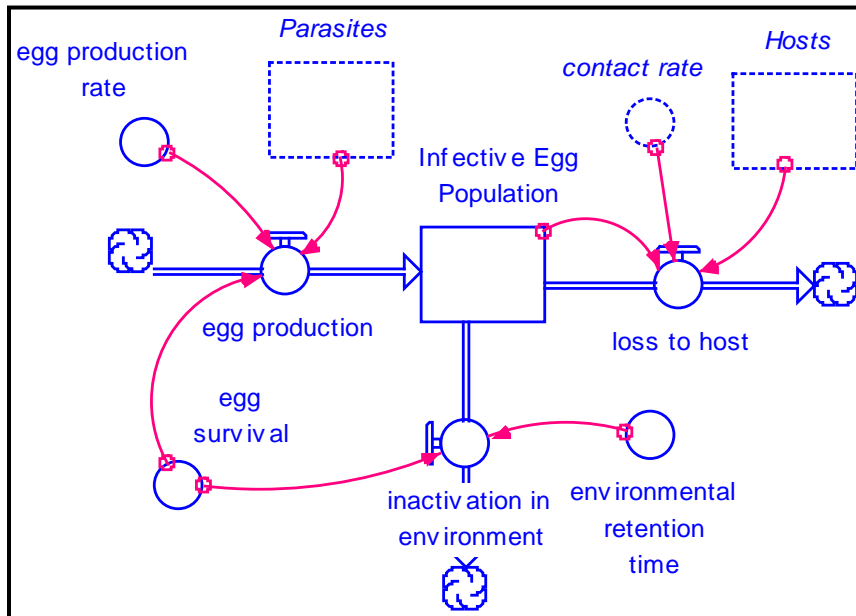 Parasites
Hosts
egg production
rate
contact rate
Infective Egg
Population
egg production
loss to host
egg
survival
inactivation in
environment
environmental
retention
time